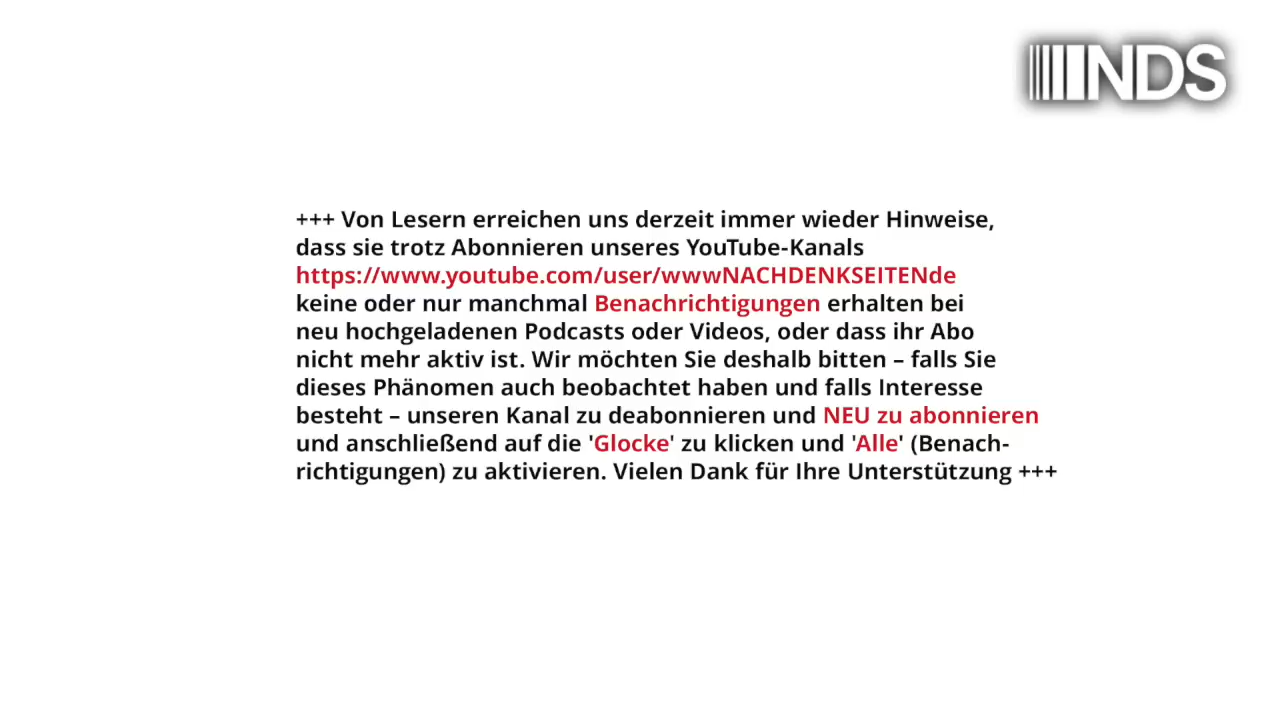 NDS
+++ Von Lesern erreichen uns derzeit immer wieder Hinweise,
dass sie trotz Abonnieren unseres YouTube-Kanals
https://www.youtube.com/user/wwwNACHDENKSEITENde
keine oder nur manchmal Benachrichtigungen erhalten bei
neu hochgeladenen Podcasts oder Videos, oder dass ihr Abo
nicht mehr aktiv ist. Wir möchten Sie deshalb bitten – falls Sie
dieses Phänomen auch beobachtet haben und falls Interesse
besteht – unseren Kanal zu deabonnieren und NEU zu abonnieren
und anschließend auf die 'Glocke' zu klicken und 'Alle' (Benach-
richtigungen) zu aktivieren. Vielen Dank für Ihre Unterstützung +++